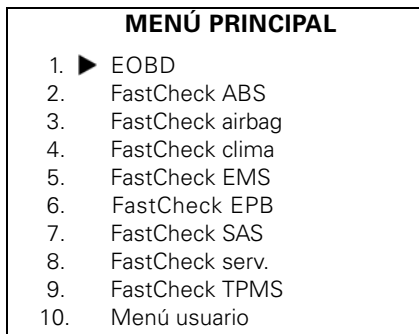 MENÚ PRINCIPAL
1. ▶ EOBD
2. FastCheck ABS
3. FastCheck airbag
4. FastCheck clima
5. FastCheck EMS
6. FastCheck EPB
7. FastCheck SAS
8. FastCheck serv.
9. FastCheck TPMS
10. Menú usuario